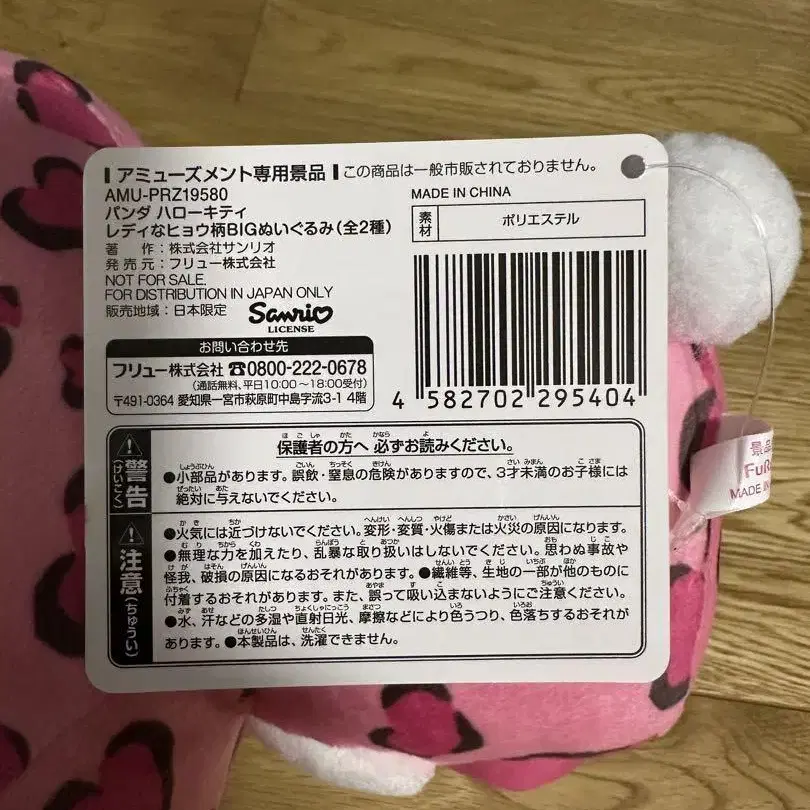 アミューズメント専用景品 この商品は一般市販されておりません。
AMU-PRZ19580
パンダ ハローキティ
レディなヒョウ柄BIGぬいぐるみ(全2種)
著 作:株式会社サンリオ
発 売 元:フリュー株式会社
NOT FOR SALE.
FOR DISTRIBUTION IN JAPAN ONLY
販売地域:日本限定
Sanrio
LICENSE
お問い合わせ先
フリュー株式会社 ☎0800-222-0678
(通話無料、平日10:00~18:00受付)
〒491-0364 愛知県一宮市萩原町中島字流3-1 4階
MADE IN CHINA
素材
ポリエステル
4 582702 295404
警告
(けいこく)
保護者の方へ 必ずお読みください。
●小部品があります。誤飲・窒息の危険がありますので、3才未満のお子様には
絶対に与えないでください。
注意
(ちゅうい)
●火気には近づけないでください。変形・変質・火傷または火災の原因になります。
●無理な力を加えたり、乱暴な取り扱いはしないでください。思わぬ事故や
怪我、破損の原因になるおそれがあります。●繊維等、生地の一部が他のものに
付着するおそれがあります。また、誤って吸い込まないようにご注意ください。
●水、汗などの多湿や直射日光、摩擦などにより色うつり、色落ちするおそれが
あります。●本製品は、洗濯できません。
景品
FuR
MADE IN